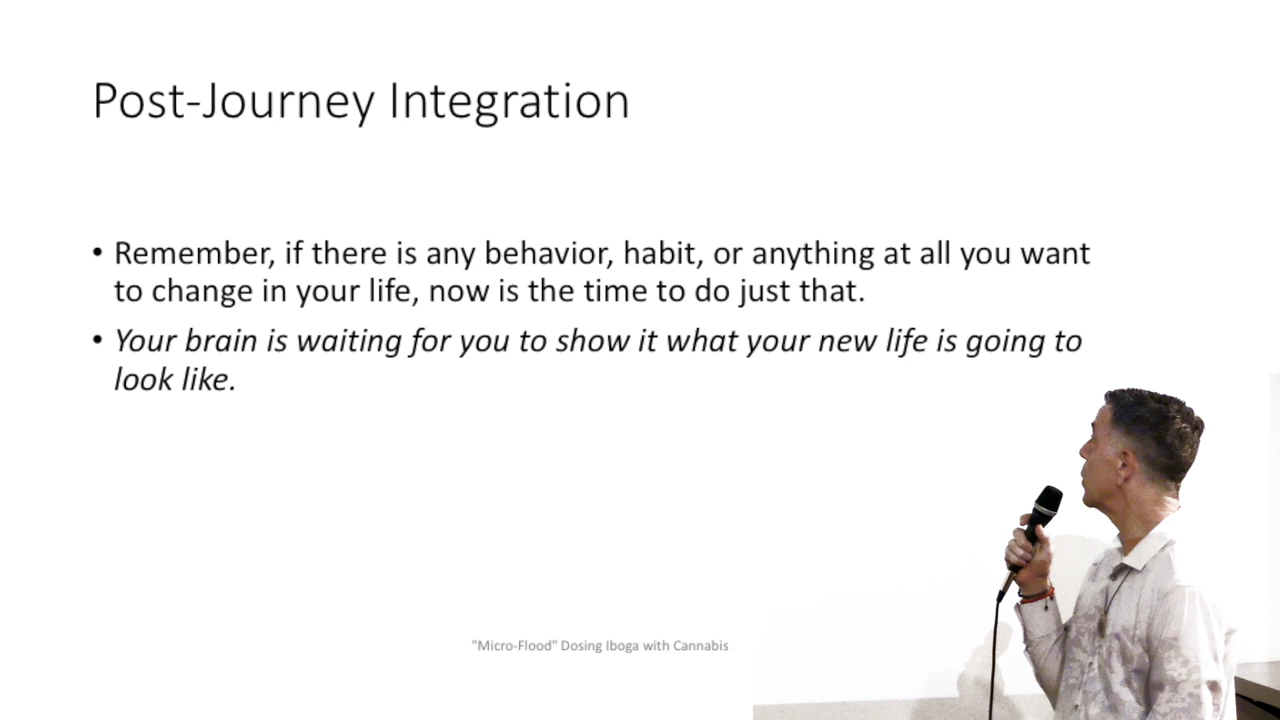 Post-Journey Integration
• Remember, if there is any behavior, habit, or anything at all you want
to change in your life, now is the time to do just that.
• Your brain is waiting for you to show it what your new life is going to
look like.
"Micro-Flood" Dosing Iboga with Cannabis